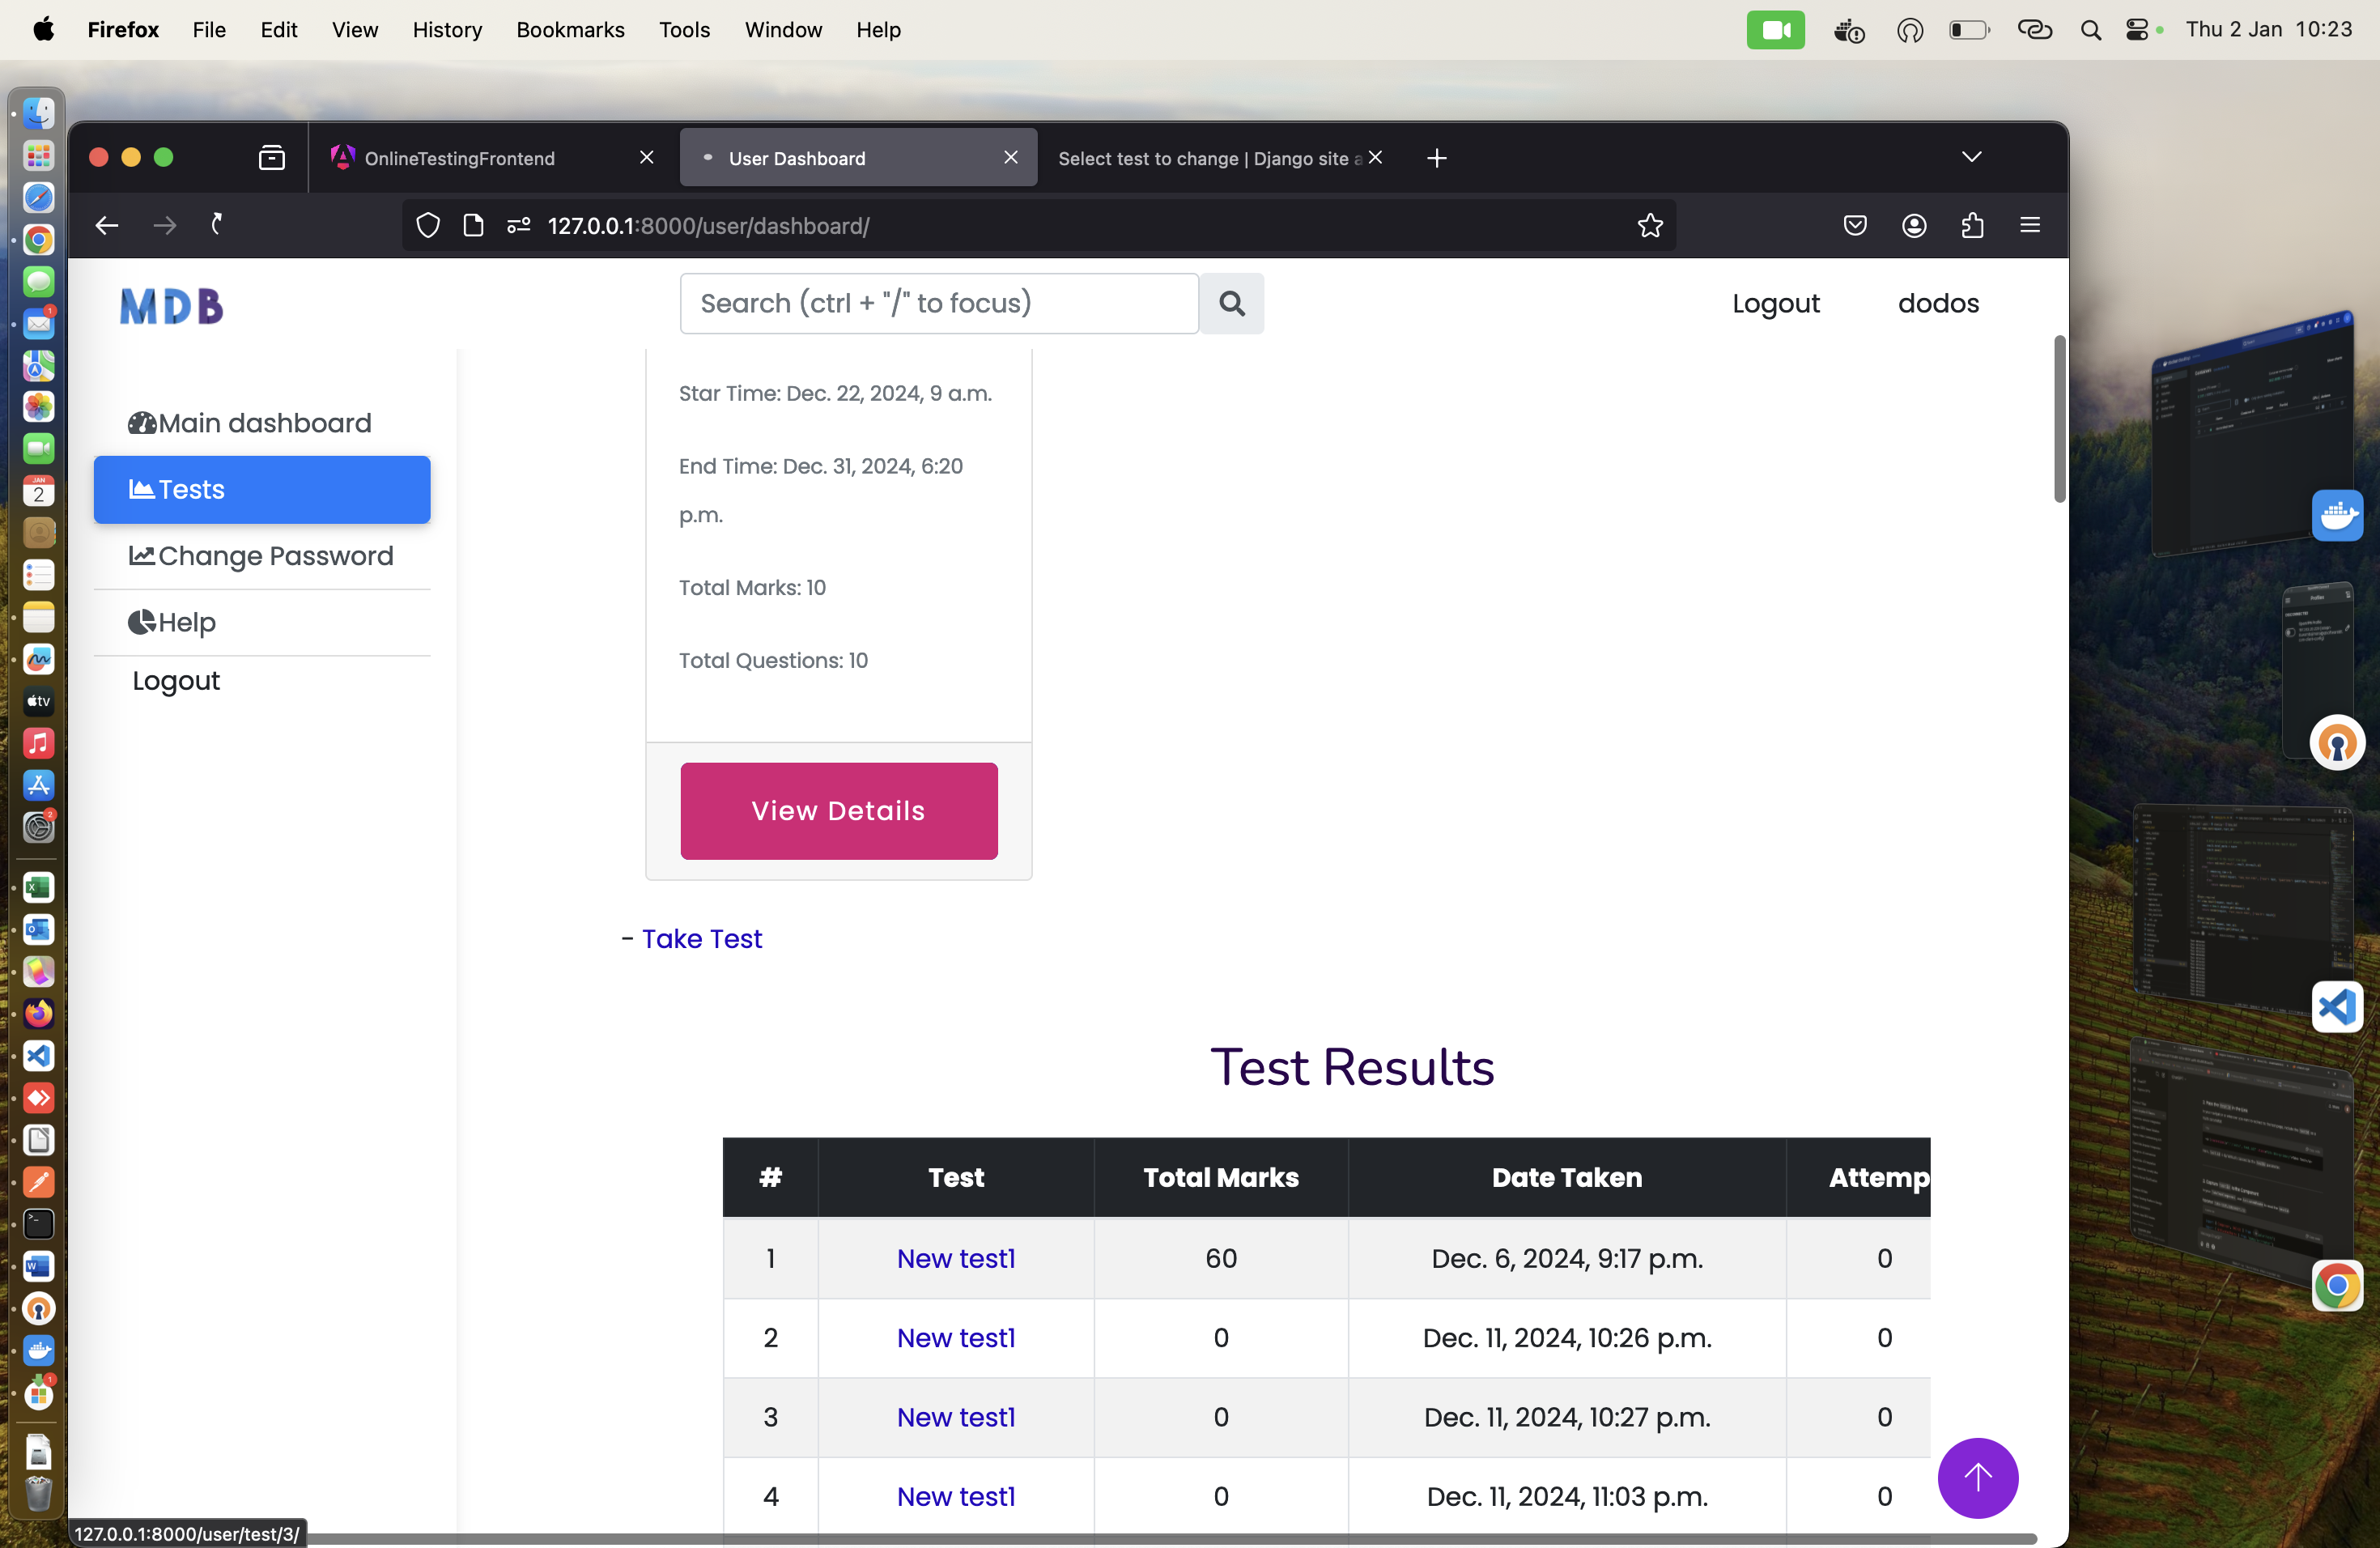 Firefox File Edit View History Bookmarks Tools Window Help
Thu 2 Jan 10:23
OnlineTestingFrontend
User Dashboard
Select test to change | Django site a
127.0.0.1:8000/user/dashboard/
MDB
Search (ctrl + "/" to focus)
Logout dodos
Main dashboard
Tests
Change Password
Help
Logout
Star Time: Dec. 22, 2024, 9 a.m.
End Time: Dec. 31, 2024, 6:20
p.m.
Total Marks: 10
Total Questions: 10
View Details
- Take Test
Test Results
# Test Total Marks Date Taken Attemp
1 New test1 60 Dec. 6, 2024, 9:17 p.m. 0
2 New test1 0 Dec. 11, 2024, 10:26 p.m. 0
3 New test1 0 Dec. 11, 2024, 10:27 p.m. 0
4 New test1 0 Dec. 11, 2024, 11:03 p.m. 0
127.0.0.1:8000/user/test/3/
JAN
2
tv